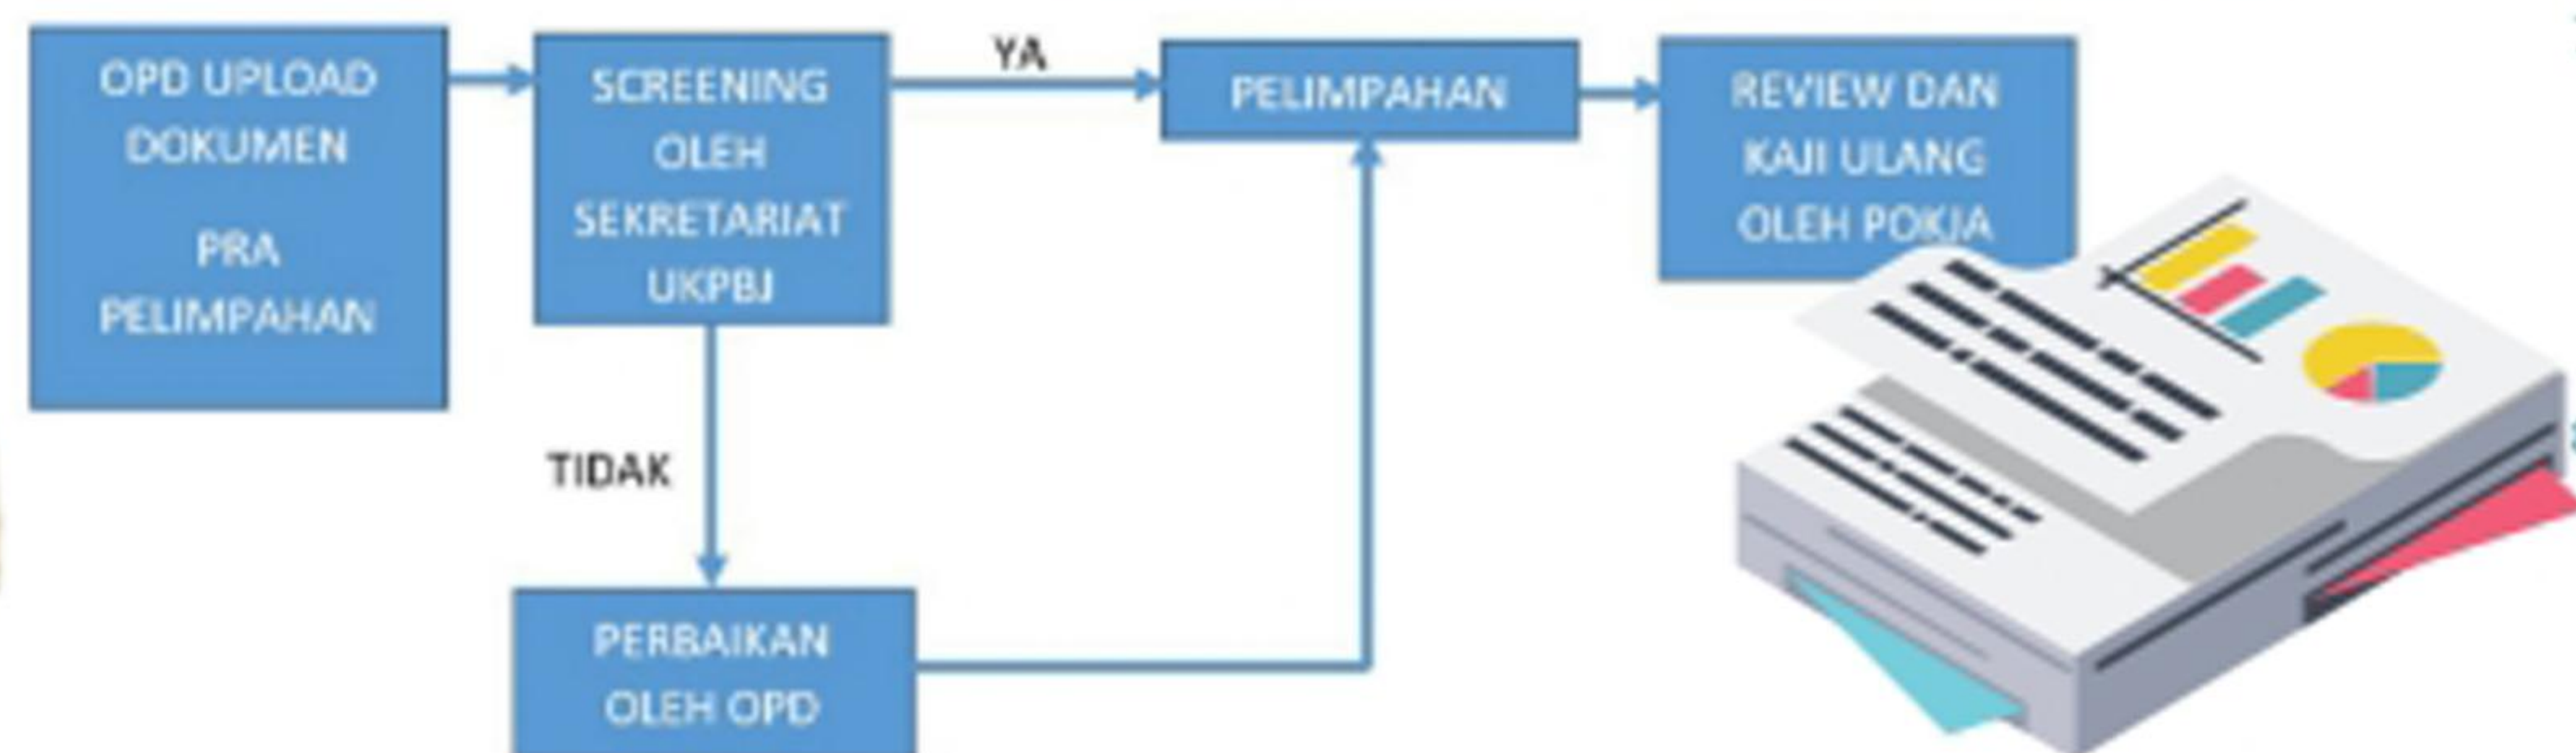 OPD UPLOAD
DOKUMEN
PRA
PELIMPAHAN
SCREENING
OLEH
SEKRETARIAT
UKPBJ
YA
PELIMPAHAN
REVIEW DAN
KAJI ULANG
OLEH POKJA
TIDAK
PERBAIKAN
OLEH OPD